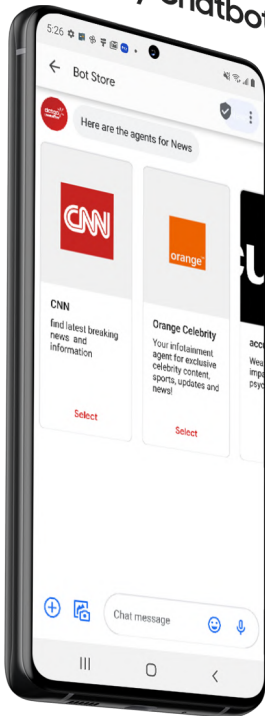 chatbot
5:26
Bot Store
Here are the agents for News
CNN
orange
CNN
find latest breaking
news and
information
Select
Orange Celebrity
Your infotainment
agent for exclusive
celebrity content,
sports, updates and
news!
Select
Chat message